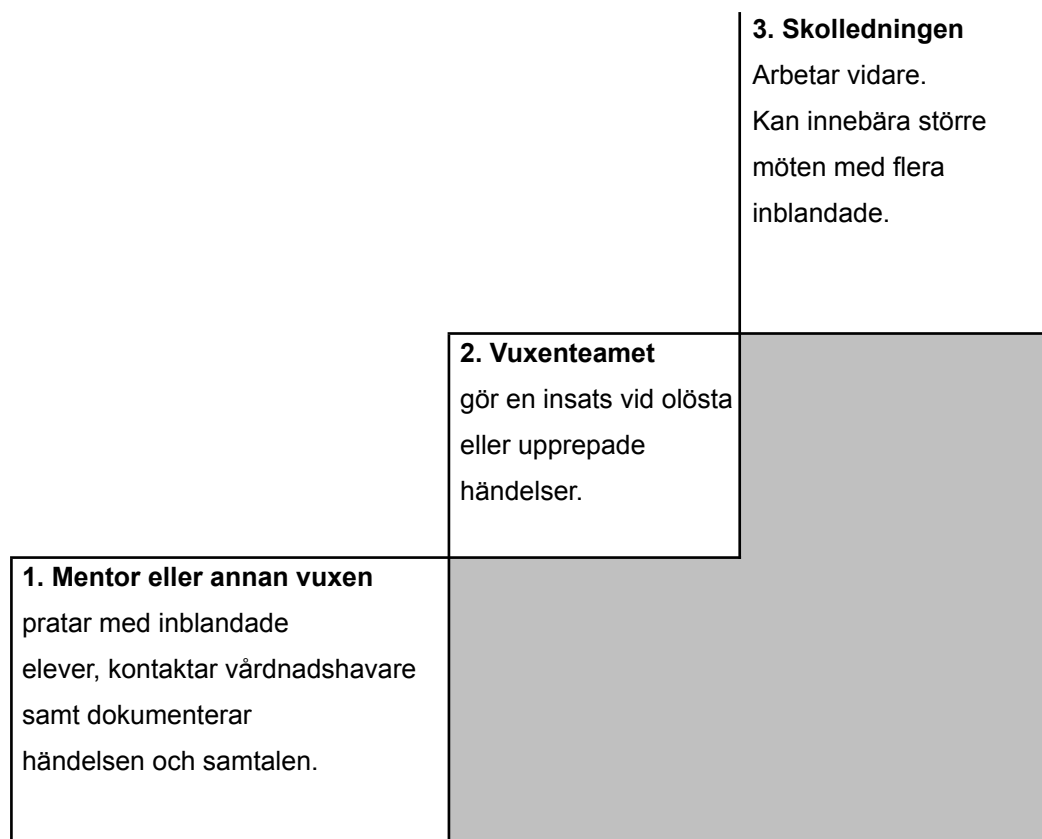 3. Skolledningen
Arbetar vidare.
Kan innebära större
möten med flera
inblandade.
2. Vuxenteamet
gör en insats vid olösta
eller upprepade
händelser.
1. Mentor eller annan vuxen
pratar med inblandade
elever, kontaktar vårdnadshavare
samt dokumenterar
händelsen och samtalen.